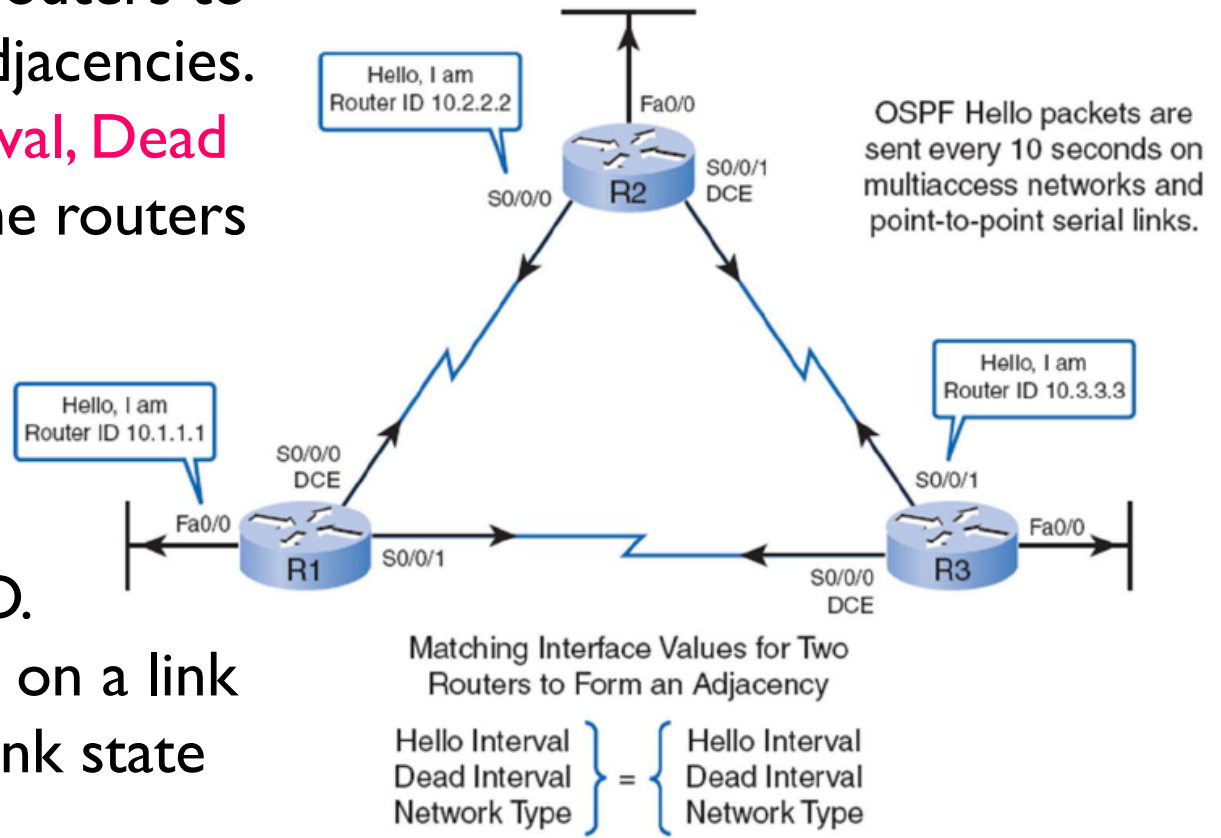 outers to
djacencies.
val, Dead
ne routers
D.
on a link
nk state
Hello, I am
Router ID 10.2.2.2
Fa0/0
S0/0/0
R2
S0/0/1
DCE
OSPF Hello packets are
sent every 10 seconds on
multiaccess networks and
point-to-point serial links.
Hello, I am
Router ID 10.1.1.1
S0/0/0
DCE
Fa0/0
R1
S0/0/1
Hello, I am
Router ID 10.3.3.3
S0/0/1
Fa0/0
R3
S0/0/0
DCE
Matching Interface Values for Two
Routers to Form an Adjacency
Hello Interval Hello Interval
Dead Interval = Dead Interval
Network Type Network Type